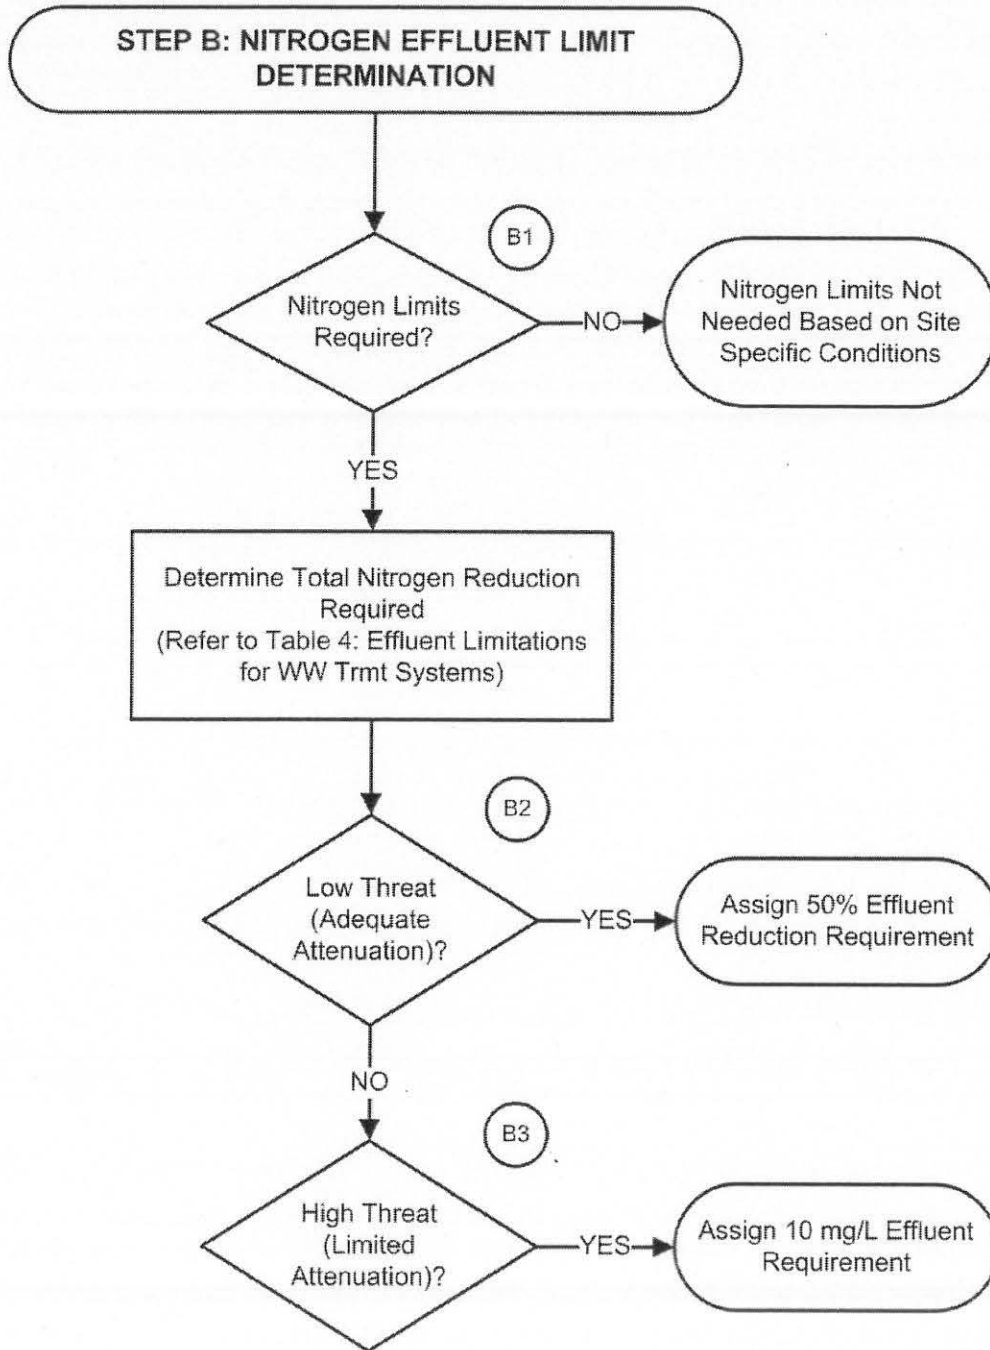 STEP B: NITROGEN EFFLUENT LIMIT
DETERMINATION
B1
Nitrogen Limits
Required?
NO
Nitrogen Limits Not
Needed Based on Site
Specific Conditions
YES
Determine Total Nitrogen Reduction
Required
(Refer to Table 4: Effluent Limitations
for WW Trmt Systems)
B2
Low Threat
(Adequate
Attenuation)?
YES
Assign 50% Effluent
Reduction Requirement
NO
B3
High Threat
(Limited
Attenuation)?
YES
Assign 10 mg/L Effluent
Requirement